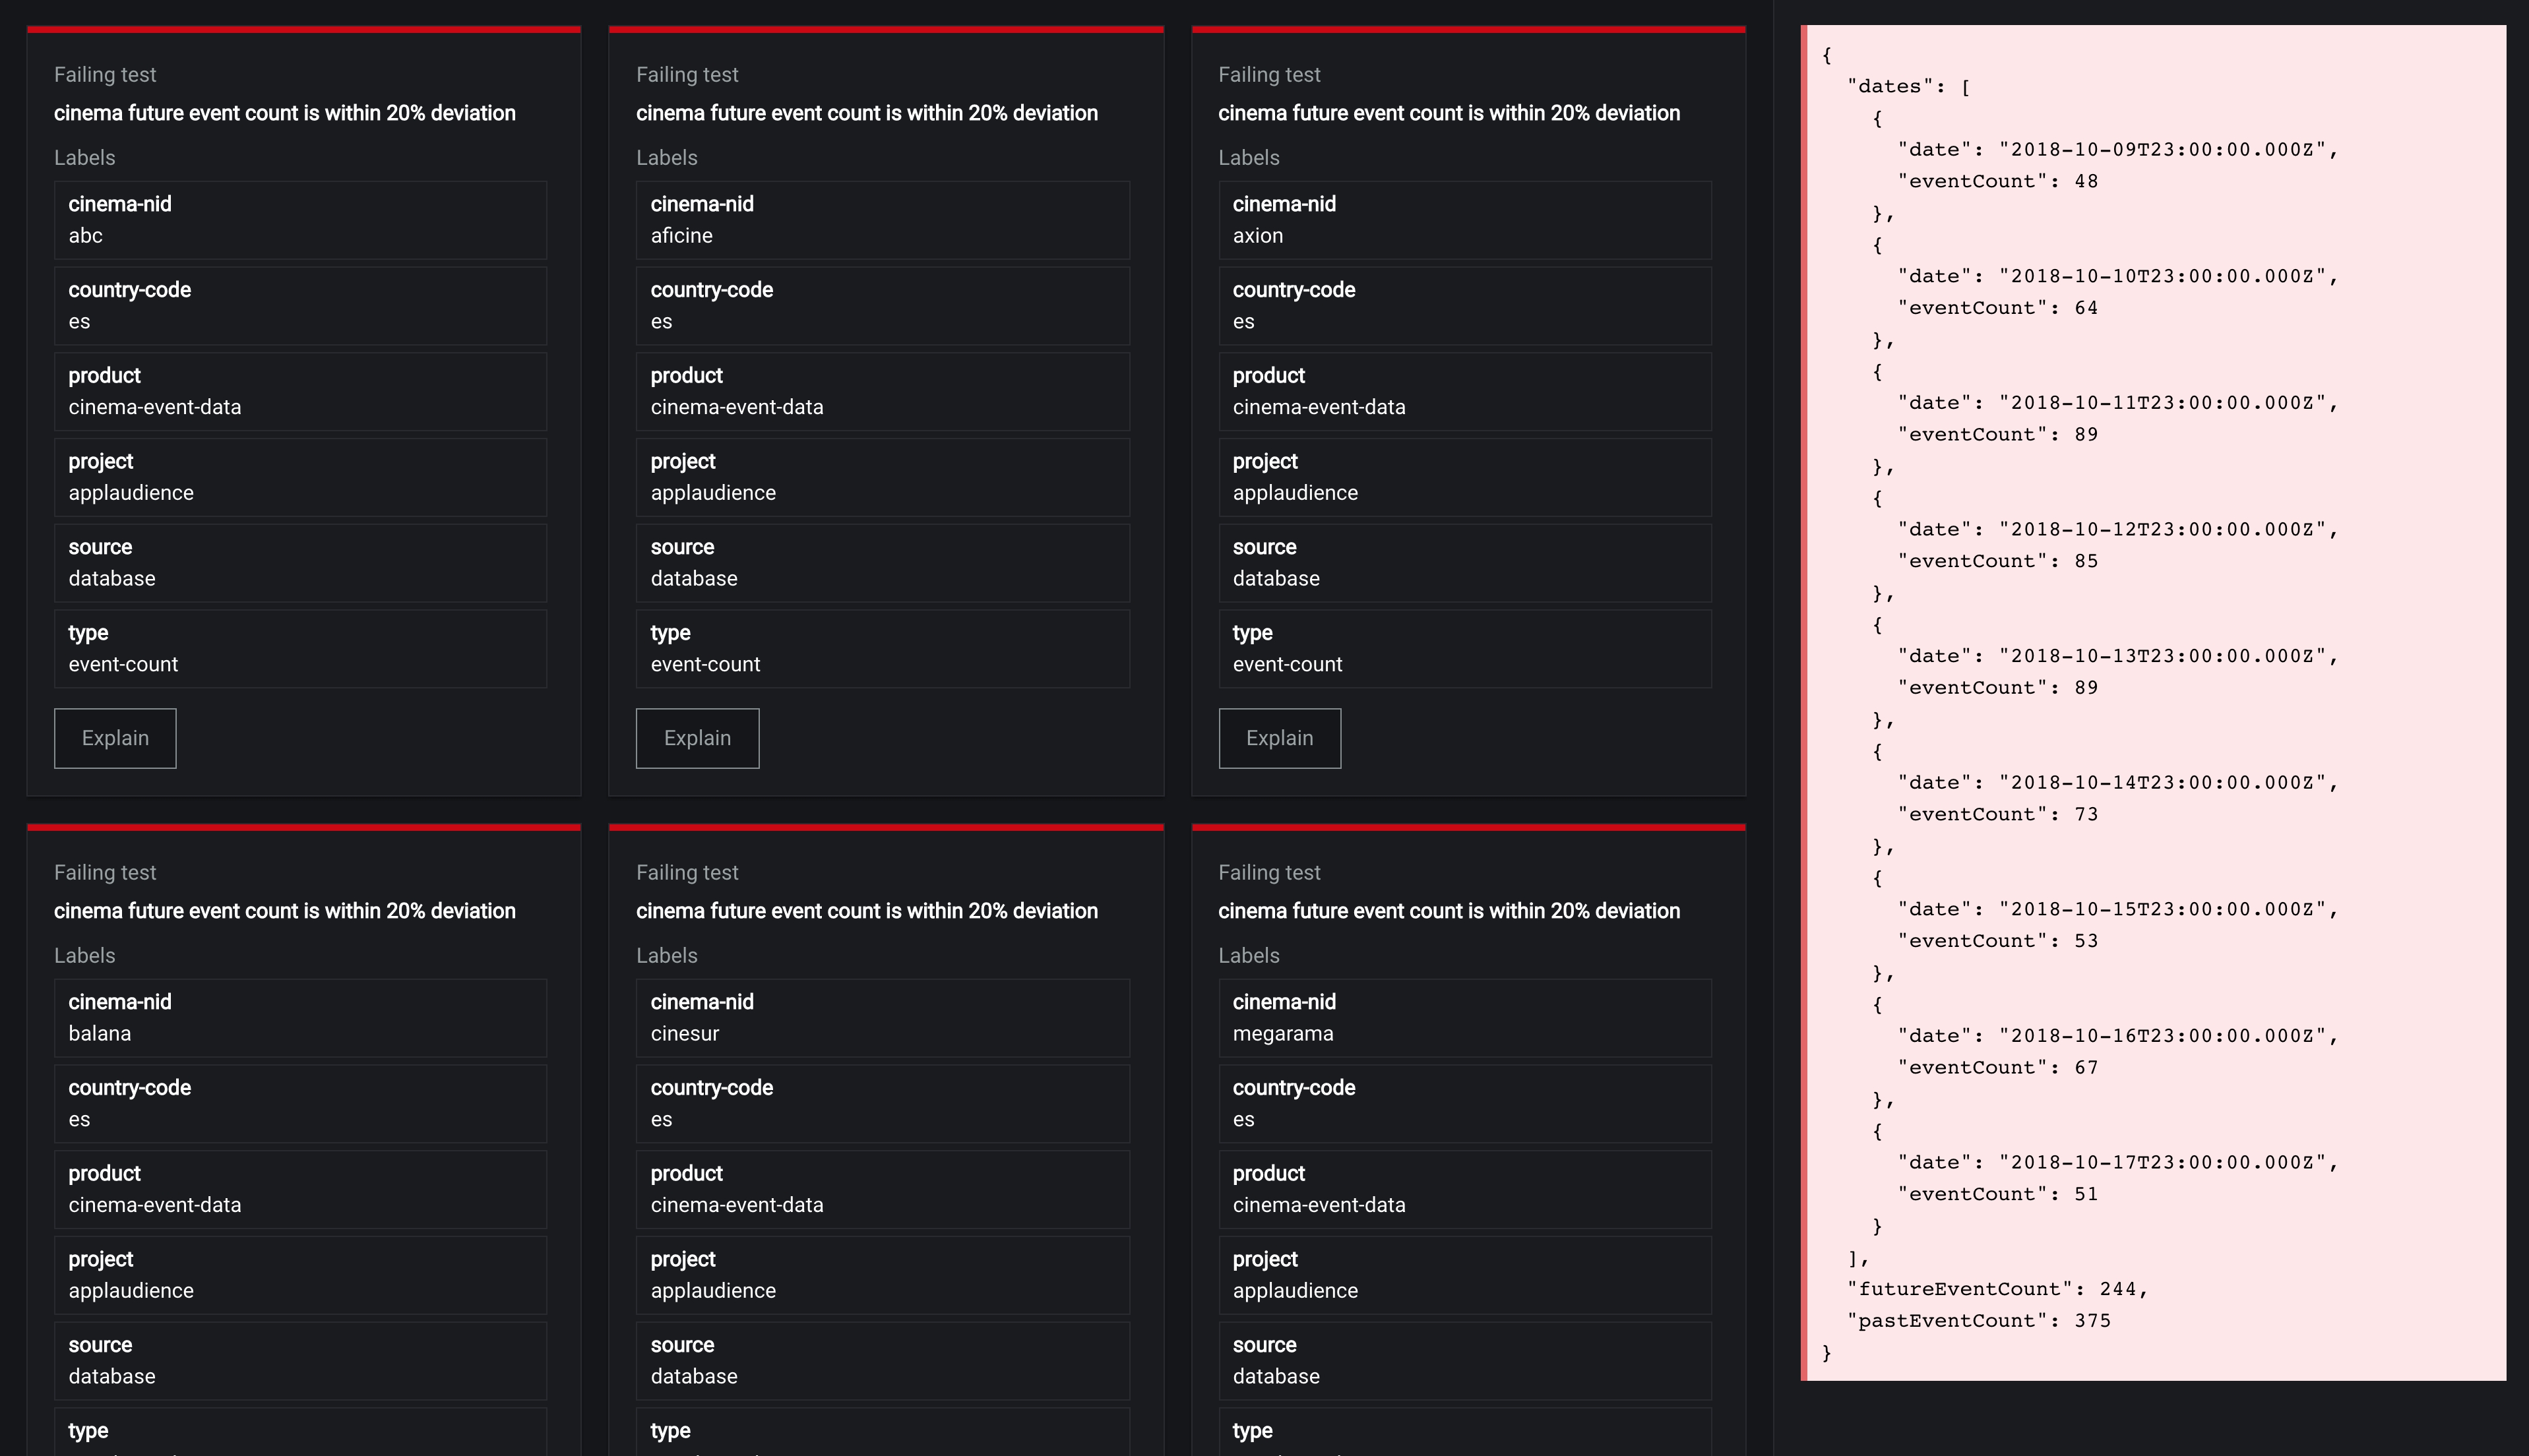 Failing test
cinema future event count is within 20% deviation
Labels
cinema-nid
abc
country-code
es
product
cinema-event-data
project
applaudience
source
database
type
event-count
Explain
Failing test
cinema future event count is within 20% deviation
Labels
cinema-nid
aficine
country-code
es
product
cinema-event-data
project
applaudience
source
database
type
event-count
Explain
Failing test
cinema future event count is within 20% deviation
Labels
cinema-nid
axion
country-code
es
product
cinema-event-data
project
applaudience
source
database
type
event-count
Explain
Failing test
cinema future event count is within 20% deviation
Labels
cinema-nid
balana
country-code
es
product
cinema-event-data
project
applaudience
source
database
type
Failing test
cinema future event count is within 20% deviation
Labels
cinema-nid
cinesur
country-code
es
product
cinema-event-data
project
applaudience
source
database
type
Failing test
cinema future event count is within 20% deviation
Labels
cinema-nid
megarama
country-code
es
product
cinema-event-data
project
applaudience
source
database
type
{
"dates": [
{
"date": "2018-10-09T23:00:00.000Z",
"eventCount": 48
},
{
"date": "2018-10-10T23:00:00.000Z",
"eventCount": 64
},
{
"date": "2018-10-11T23:00:00.000Z",
"eventCount": 89
},
{
"date": "2018-10-12T23:00:00.000Z",
"eventCount": 85
},
{
"date": "2018-10-13T23:00:00.000Z",
"eventCount": 89
},
{
"date": "2018-10-14T23:00:00.000Z",
"eventCount": 73
},
{
"date": "2018-10-15T23:00:00.000Z",
"eventCount": 53
},
{
"date": "2018-10-16T23:00:00.000Z",
"eventCount": 67
},
{
"date": "2018-10-17T23:00:00.000Z",
"eventCount": 51
}
],
"futureEventCount": 244,
"pastEventCount": 375
}